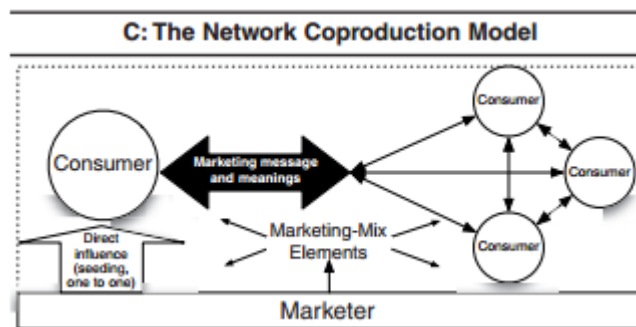 C: The Network Coproduction Model
Consumer
Consumer
Marketing message
and meanings
Consumer
Consumer
Direct
influence
(seeding,
one to one)
Marketing-Mix
Elements
Marketer